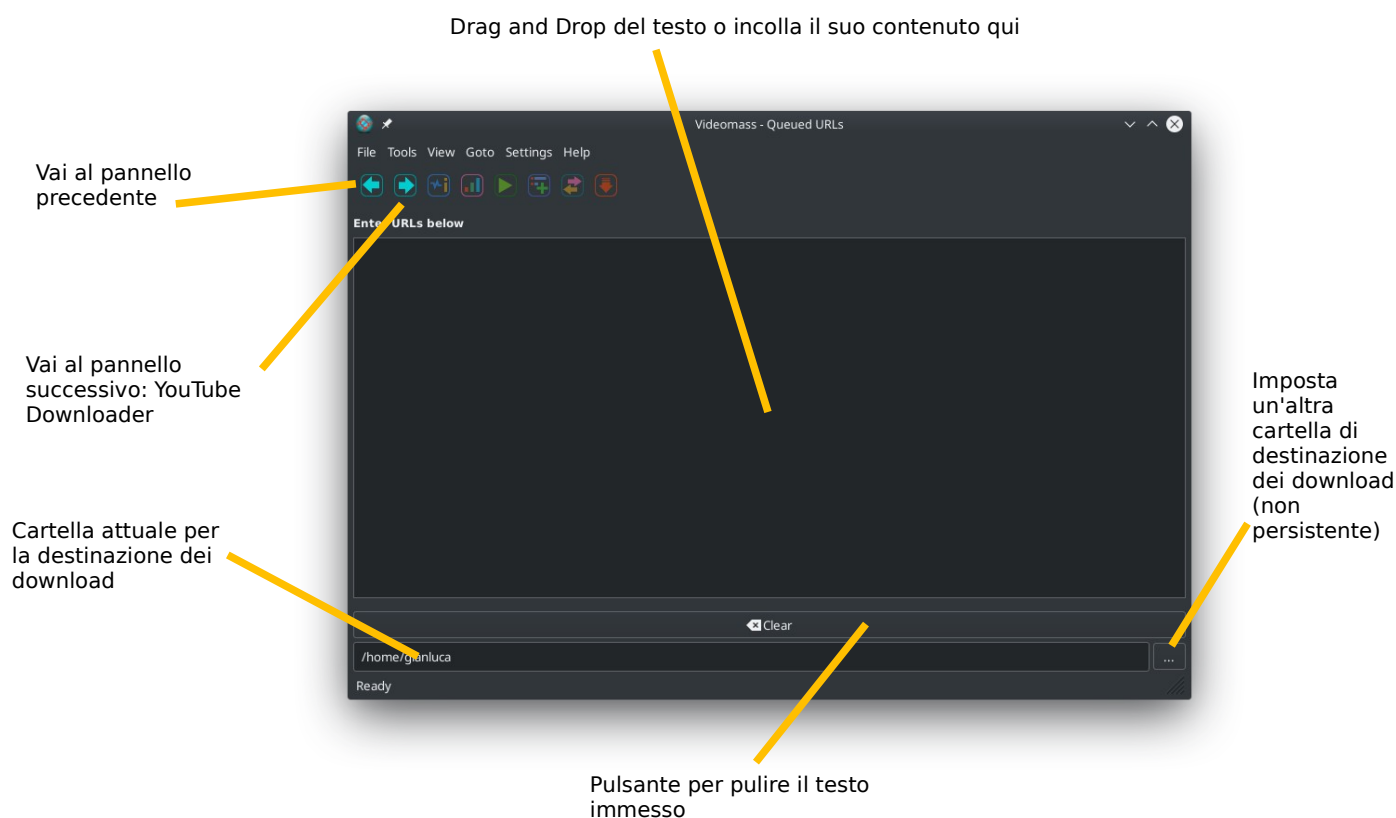 Drag and Drop del testo o incolla il suo contenuto qui
Videomass - Queued URLs
File Tools View Goto Settings Help
Vai al pannello
precedente
Enter URLs below
Vai al pannello
successivo: YouTube
Downloader
Imposta
un'altra
cartella di
destinazione
dei download
(non
persistente)
Cartella attuale per
la destinazione dei
download
Clear
/home/gianluca
...
Ready
Pulsante per pulire il testo
immesso